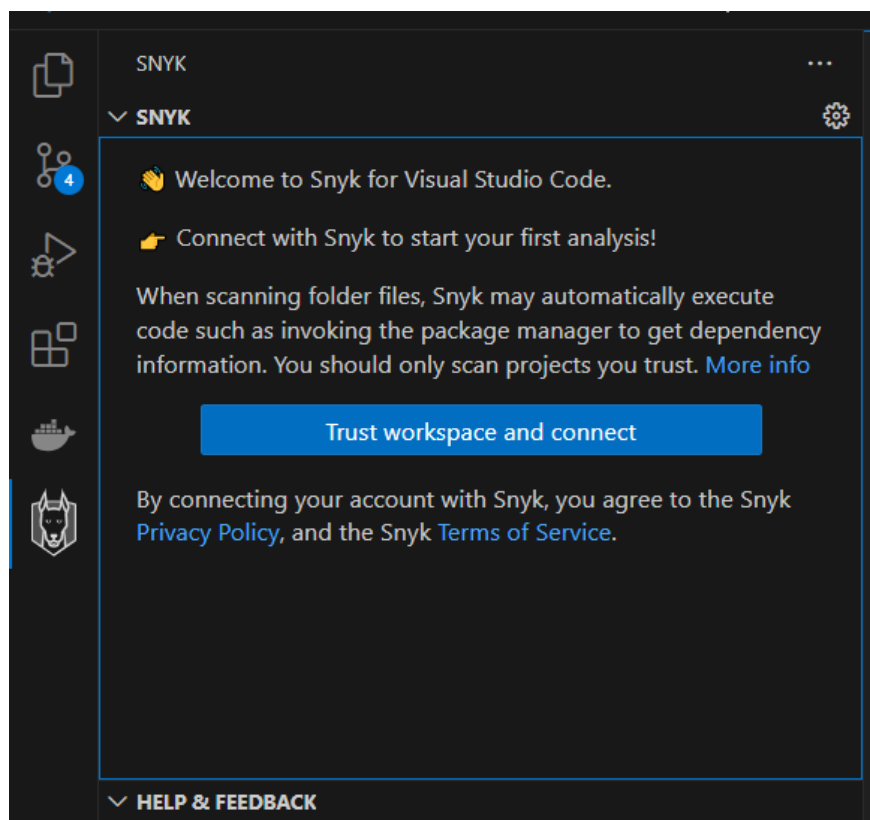 SNYK
SNYK
4
👋 Welcome to Snyk for Visual Studio Code.
👉 Connect with Snyk to start your first analysis!
When scanning folder files, Snyk may automatically execute
code such as invoking the package manager to get dependency
information. You should only scan projects you trust. More info
Trust workspace and connect
By connecting your account with Snyk, you agree to the Snyk
Privacy Policy, and the Snyk Terms of Service.
HELP & FEEDBACK